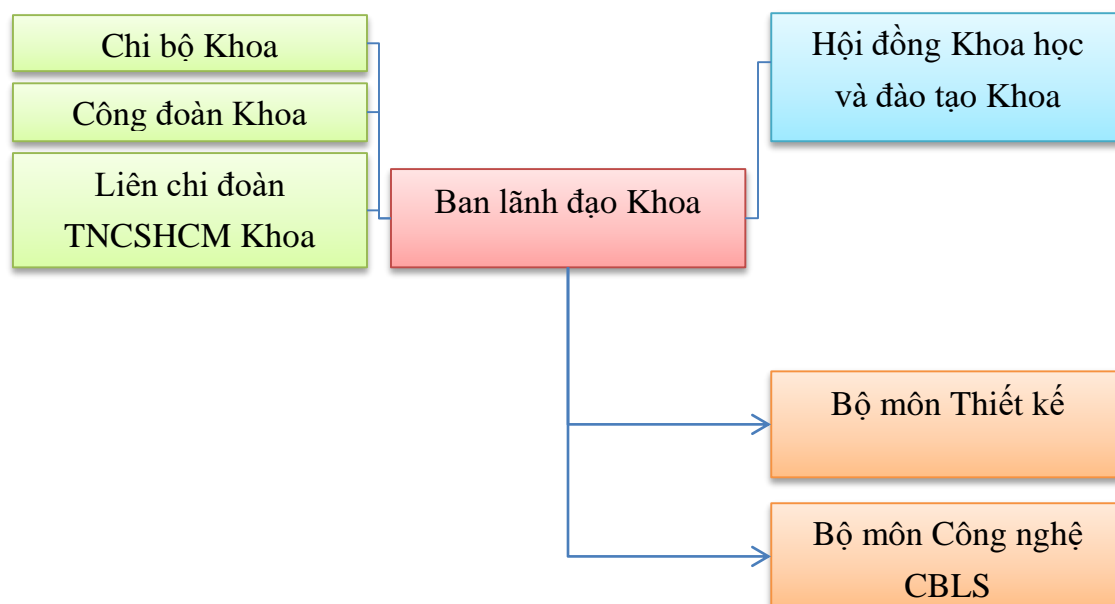 Chi bộ Khoa
Công đoàn Khoa
Liên chi đoàn
TNCSHCM Khoa
Ban lãnh đạo Khoa
Hội đồng Khoa học
và đào tạo Khoa
Bộ môn Thiết kế
Bộ môn Công nghệ
CBLS